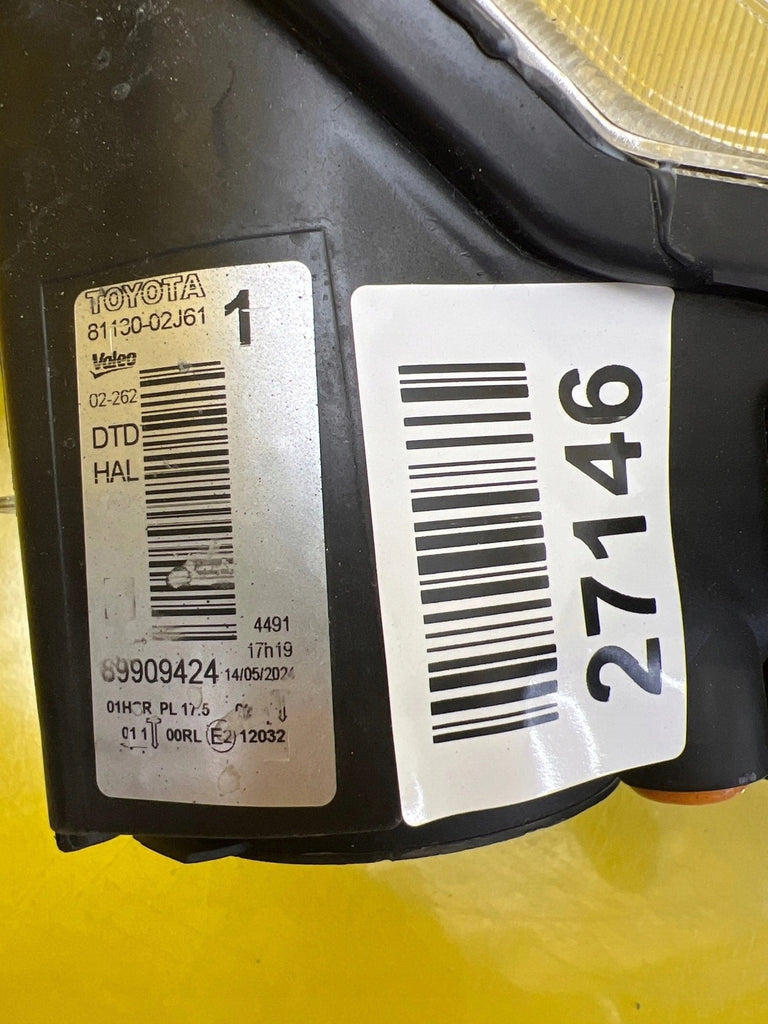 TOYOTA
81130-02J61
1
Valeo
02-262
DTD
HAL
4491
17h19
89909424 14/05/2024
PL 17.5
00RL E2 12032
27146